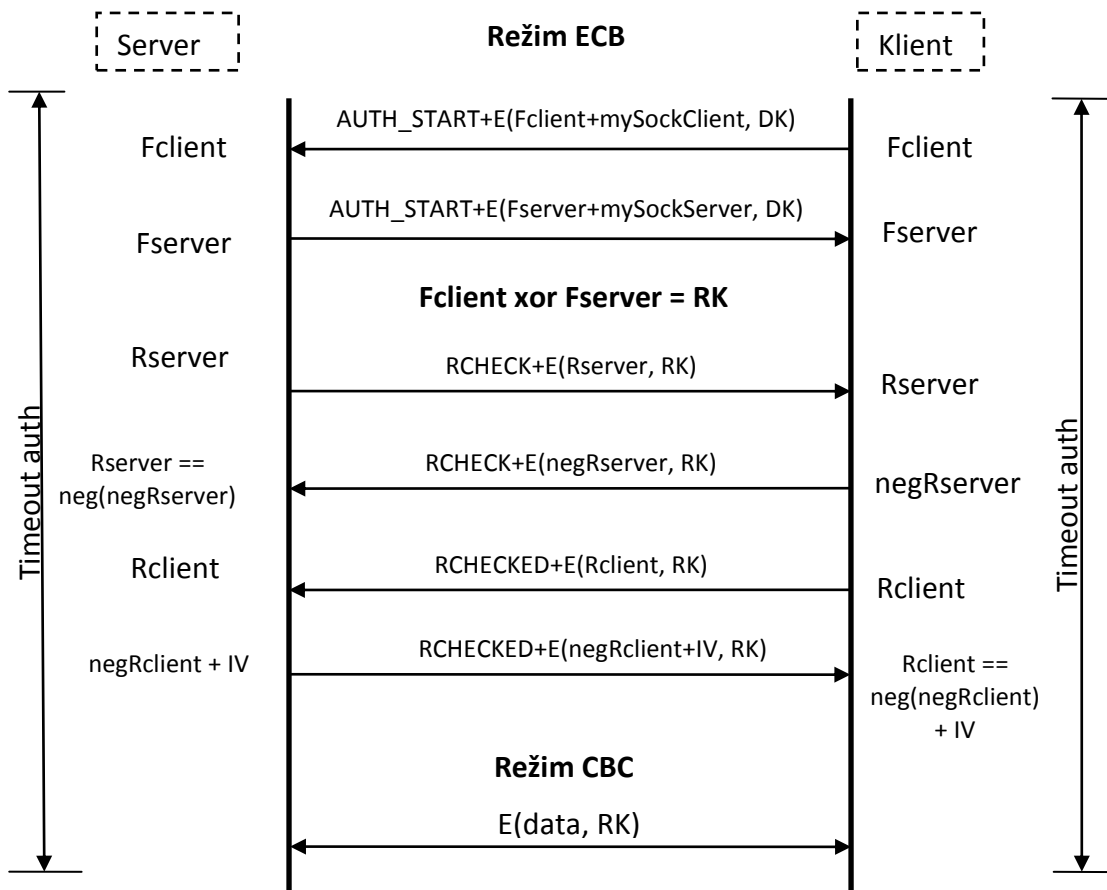 Server
Režim ECB
Klient
AUTH_START+E(Fclient+mySockClient, DK)
Fclient
Fclient
AUTH_START+E(Fserver+mySockServer, DK)
Fserver
Fserver
Fclient xor Fserver = RK
Rserver
RCHECK+E(Rserver, RK)
Rserver
Timeout auth
Timeout auth
Rserver ==
neg(negRserver)
RCHECK+E(negRserver, RK)
negRserver
Rclient
RCHECKED+E(Rclient, RK)
Rclient
negRclient + IV
RCHECKED+E(negRclient+IV, RK)
Rclient ==
neg(negRclient)
+ IV
Režim CBC
E(data, RK)